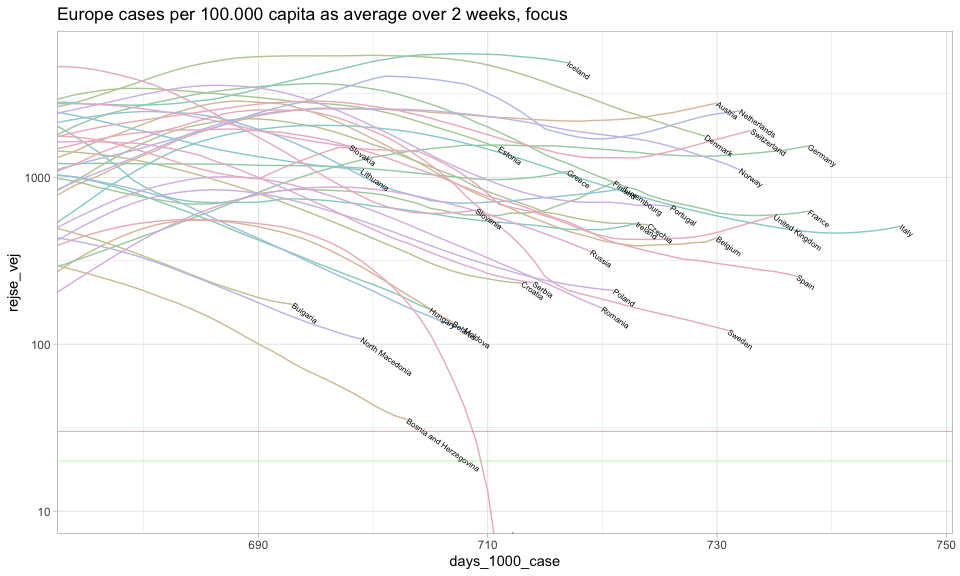 Europe cases per 100.000 capita as average over 2 weeks, focus
rejse_vej
1000
100
10
Iceland
Austria
Netherlands
Switzerland
Denmark
Germany
Norway
Slovakia
Estonia
Lithuania
Greece
Finland
Luxembourg
Portugal
Slovenia
France
United Kingdom
Italy
Ireland
Czechia
Belgium
Russia
Spain
Croatia
Serbia
Poland
Romania
Sweden
Bulgaria
Hungary
Belarus
Moldova
North Macedonia
Bosnia and Herzegovina
690
710
730
750
days_1000_case